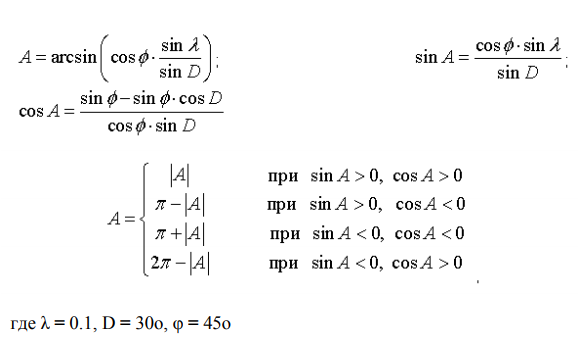 A = arcsin(cos ϕ · sin λ / sin D); sin A = cos ϕ · sin λ / sin D;
cos A = sin ϕ − sin ϕ · cos D / cos ϕ · sin D
A = { |A| при sin A > 0, cos A > 0
π − |A| при sin A > 0, cos A < 0
π + |A| при sin A < 0, cos A < 0
2π − |A| при sin A < 0, cos A > 0 ,
где λ = 0.1, D = 30o, φ = 45o